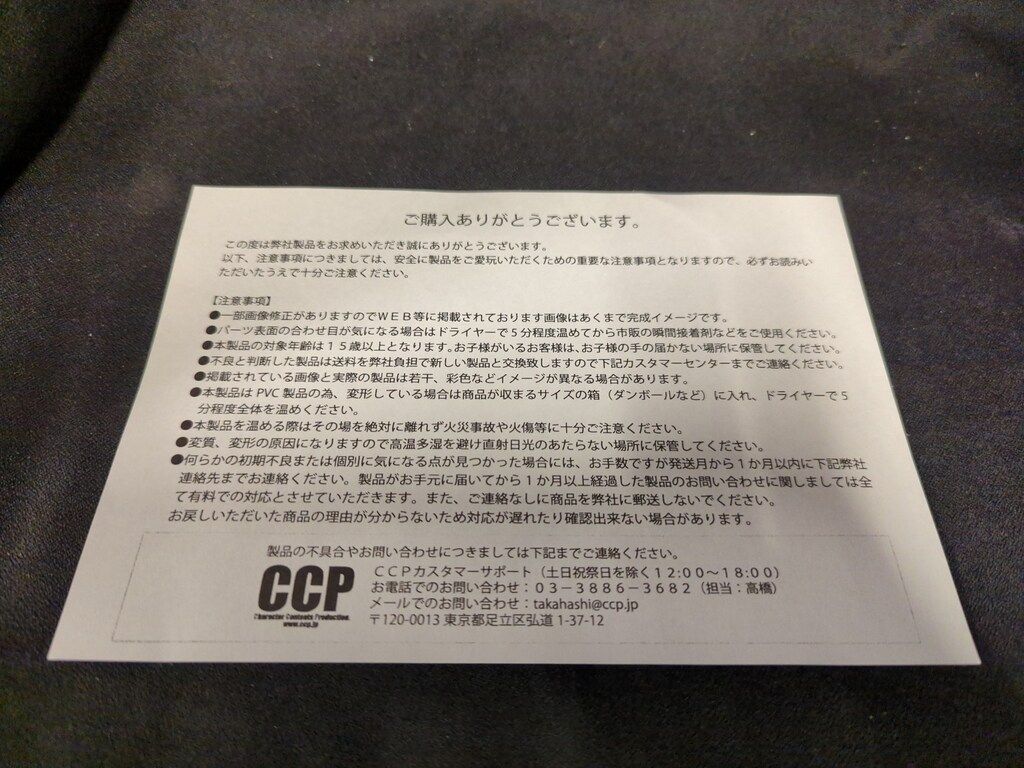 ご購入ありがとうございます。
この度は弊社製品をお求めいただき誠にありがとうございます。
以下、注意事項につきましては、安全に製品をご愛玩いただくための重要な注意事項となりますので、必ずお読みい
ただいたうえで十分ご注意ください。
【注意事項】
●一部画像修正がありますのでWEB等に掲載されております画像はあくまで完成イメージです。
●パーツ表面の合わせ目が気になる場合はドライヤーで5分程度温めてから市販の瞬間接着剤などをご使用ください。
●本製品の対象年齢は15歳以上となります。お子様がいるお客様は、お子様の手の届かない場所に保管してください。
●不良と判断した製品は送料を弊社負担で新しい製品と交換致しますので下記カスタマーセンターまでご連絡ください。
●掲載されている画像と実際の製品は若干、彩色などイメージが異なる場合があります。
●本製品はPVC製品の為、変形している場合は商品が収まるサイズの箱（ダンボールなど）に入れ、ドライヤーで5
分程度全体を温めください。
●本製品を温める際はその場を絶対に離れず火災事故や火傷等に十分ご注意ください。
●変質、変形の原因になりますので高温多湿を避け直射日光のあたらない場所に保管してください。
●何らかの初期不良または個別に気になる点が見つかった場合には、お手数ですが発送月から1か月以内に下記弊社
連絡先までお連絡ください。製品がお手元に届いてから1か月以上経過した製品のお問い合わせに関しましては全
て有料での対応とさせていただきます。また、ご連絡なしに商品を弊社に郵送しないでください。
お戻しいただいた商品の理由が分からないため対応が遅れたり確認出来ない場合があります。
製品の不具合やお問い合わせにつきましては下記までご連絡ください。
CCP
Character Contents Production.
www.ccp.jp
CCPカスタマーサポート（土日祝祭日を除く12:00～18:00）
お電話でのお問い合わせ：03-3886-3682（担当：高橋）
メールでのお問い合わせ：takahashi@ccp.jp
〒120-0013 東京都足立区弘道 1-37-12